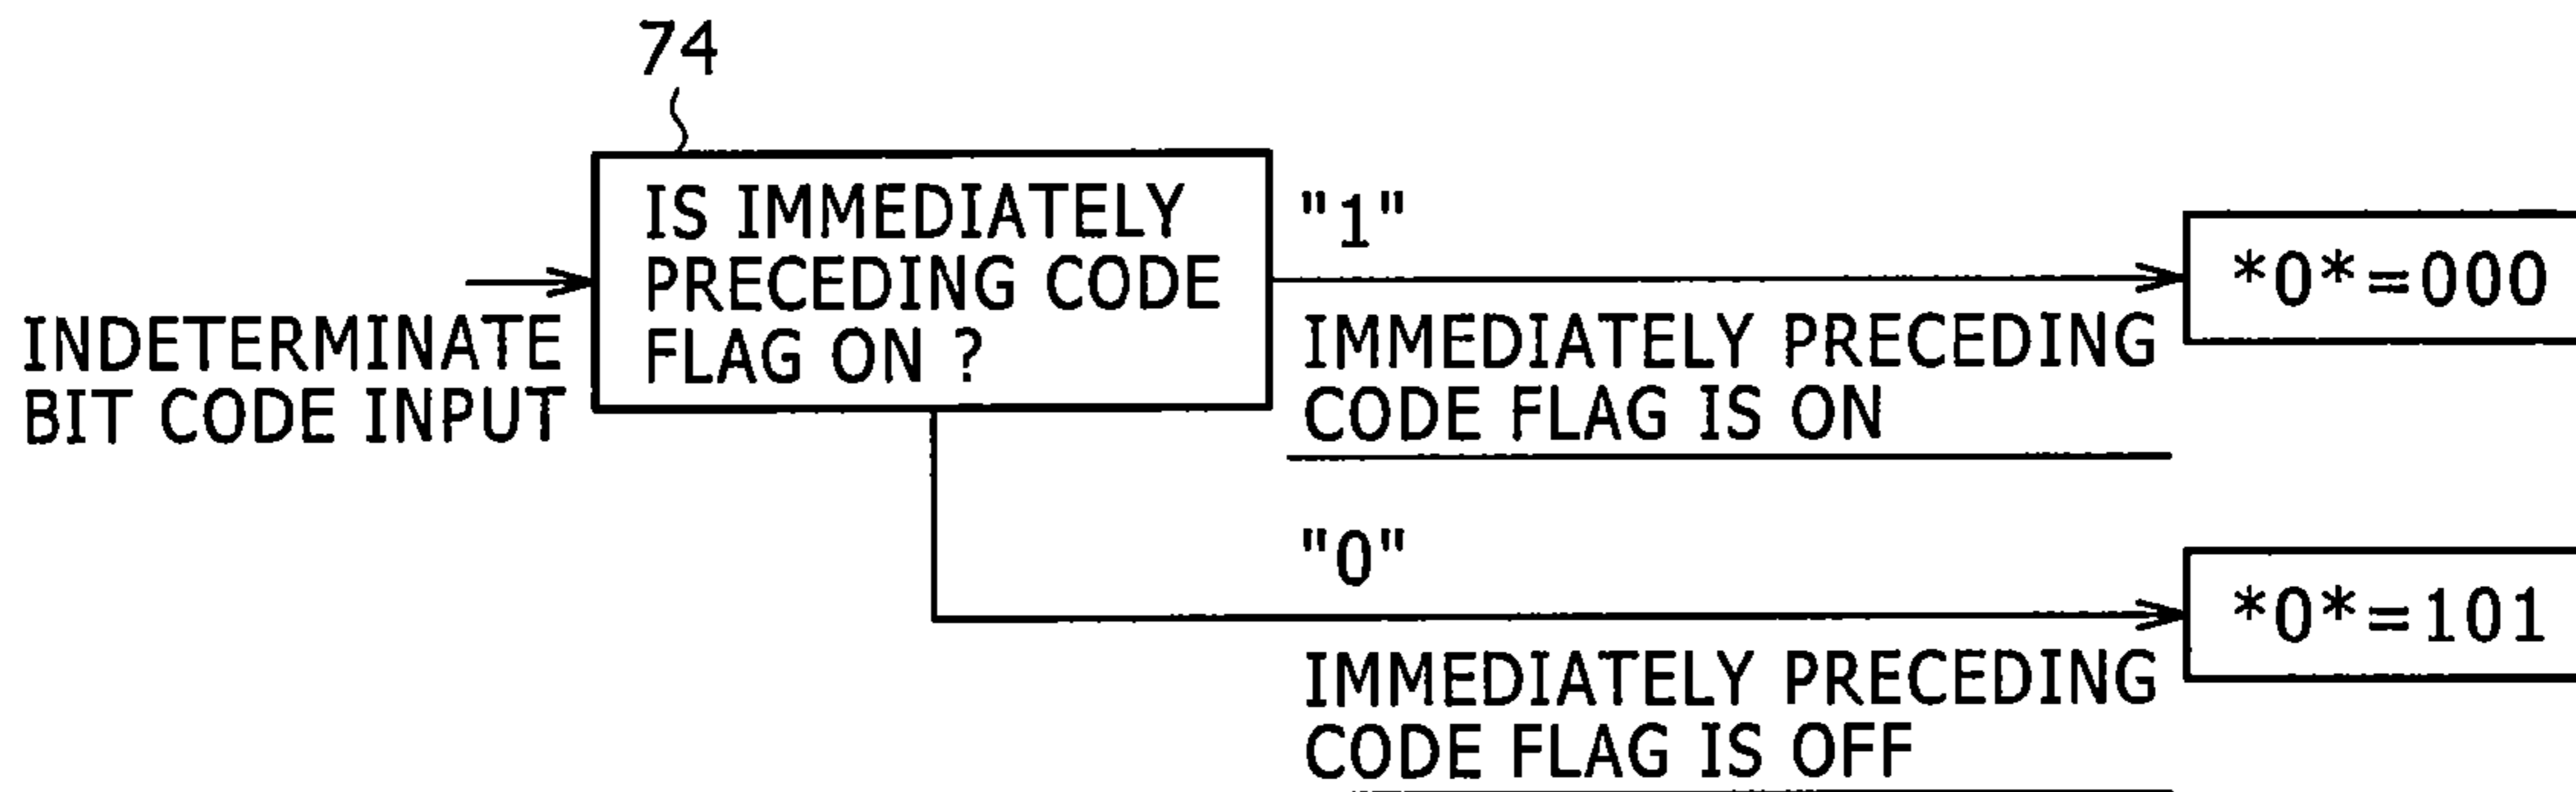 74
IS IMMEDIATELY
PRECEDING CODE
FLAG ON ?
INDETERMINATE
BIT CODE INPUT
"1"
IMMEDIATELY PRECEDING
CODE FLAG IS ON
*0*=000
"0"
IMMEDIATELY PRECEDING
CODE FLAG IS OFF
*0*=101